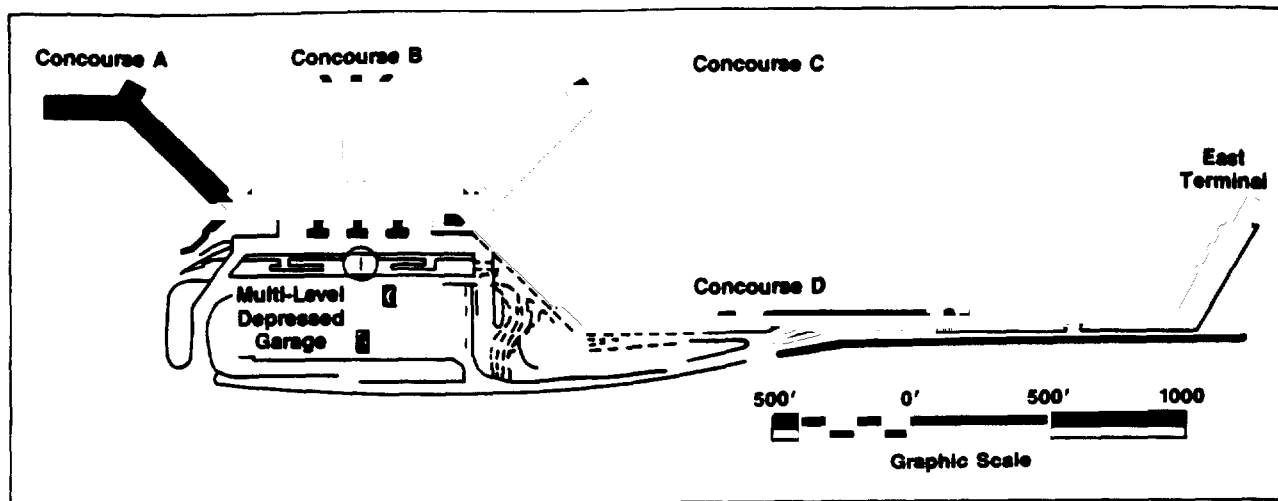 Concourse A
Concourse B
Concourse C
East
Terminal
Multi-Level
Depressed
Garage
Concourse D
500' 0' 500' 1000
Graphic Scale